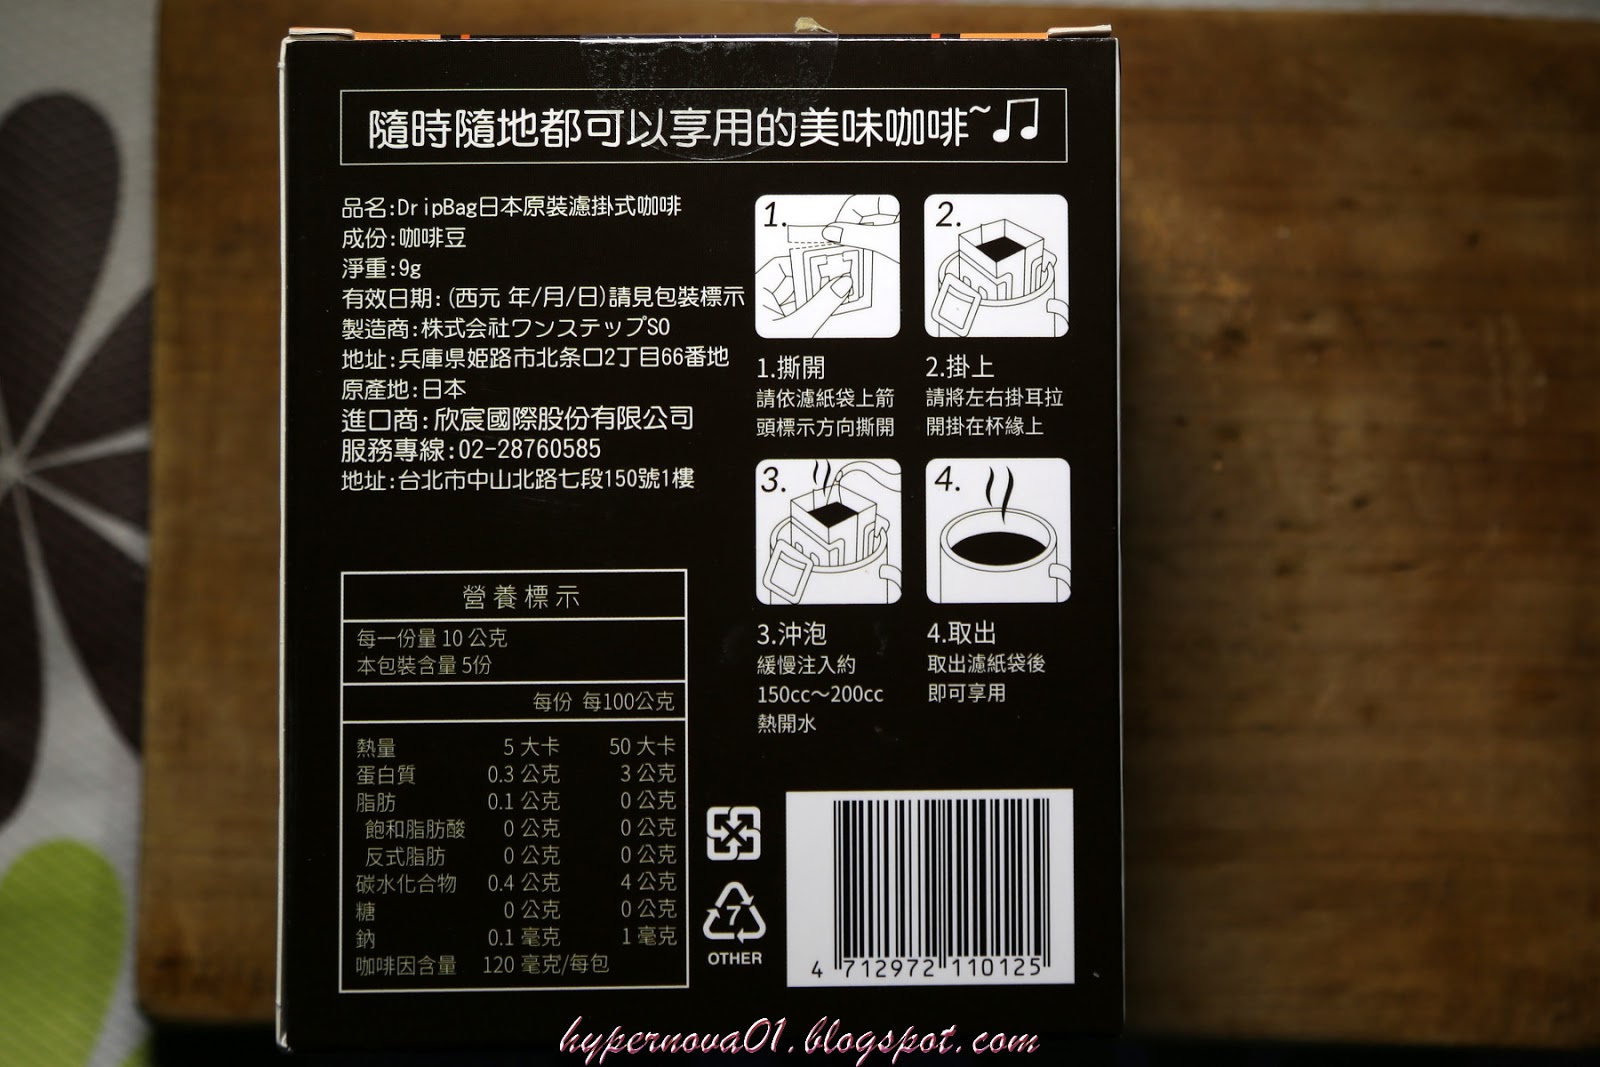 隨時隨地都可以享用的美味咖啡~♫
品名:DripBag日本原裝濾掛式咖啡
成份:咖啡豆
淨重:9g
有效日期:(西元 年/月/日)請見包裝標示
製造商:株式会社ワンステップSO
地址:兵庫県姫路市北条口2丁目66番地
原產地:日本
進口商:欣宸國際股份有限公司
服務專線:02-28760585
地址:台北市中山北路七段150號1樓
營養標示
每一份量 10 公克
本包裝含量 5份
每份 每100公克
熱量 5 大卡 50 大卡
蛋白質 0.3 公克 3 公克
脂肪 0.1 公克 0 公克
飽和脂肪酸 0 公克 0 公克
反式脂肪 0 公克 0 公克
碳水化合物 0.4 公克 4 公克
糖 0 公克 0 公克
鈉 0.1 毫克 1 毫克
咖啡因含量 120 毫克/每包
1.
2.
1.撕開
請依濾紙袋上箭
頭標示方向撕開
2.掛上
請將左右掛耳拉
開掛在杯緣上
3.
4.
3.沖泡
緩慢注入約
150cc～200cc
熱開水
4.取出
取出濾紙袋後
即可享用
7
OTHER
4 712972 110125
hypernova01.blogspot.com